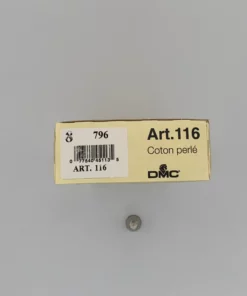 796
ART. 116
Art.116
Coton perlé
DMC